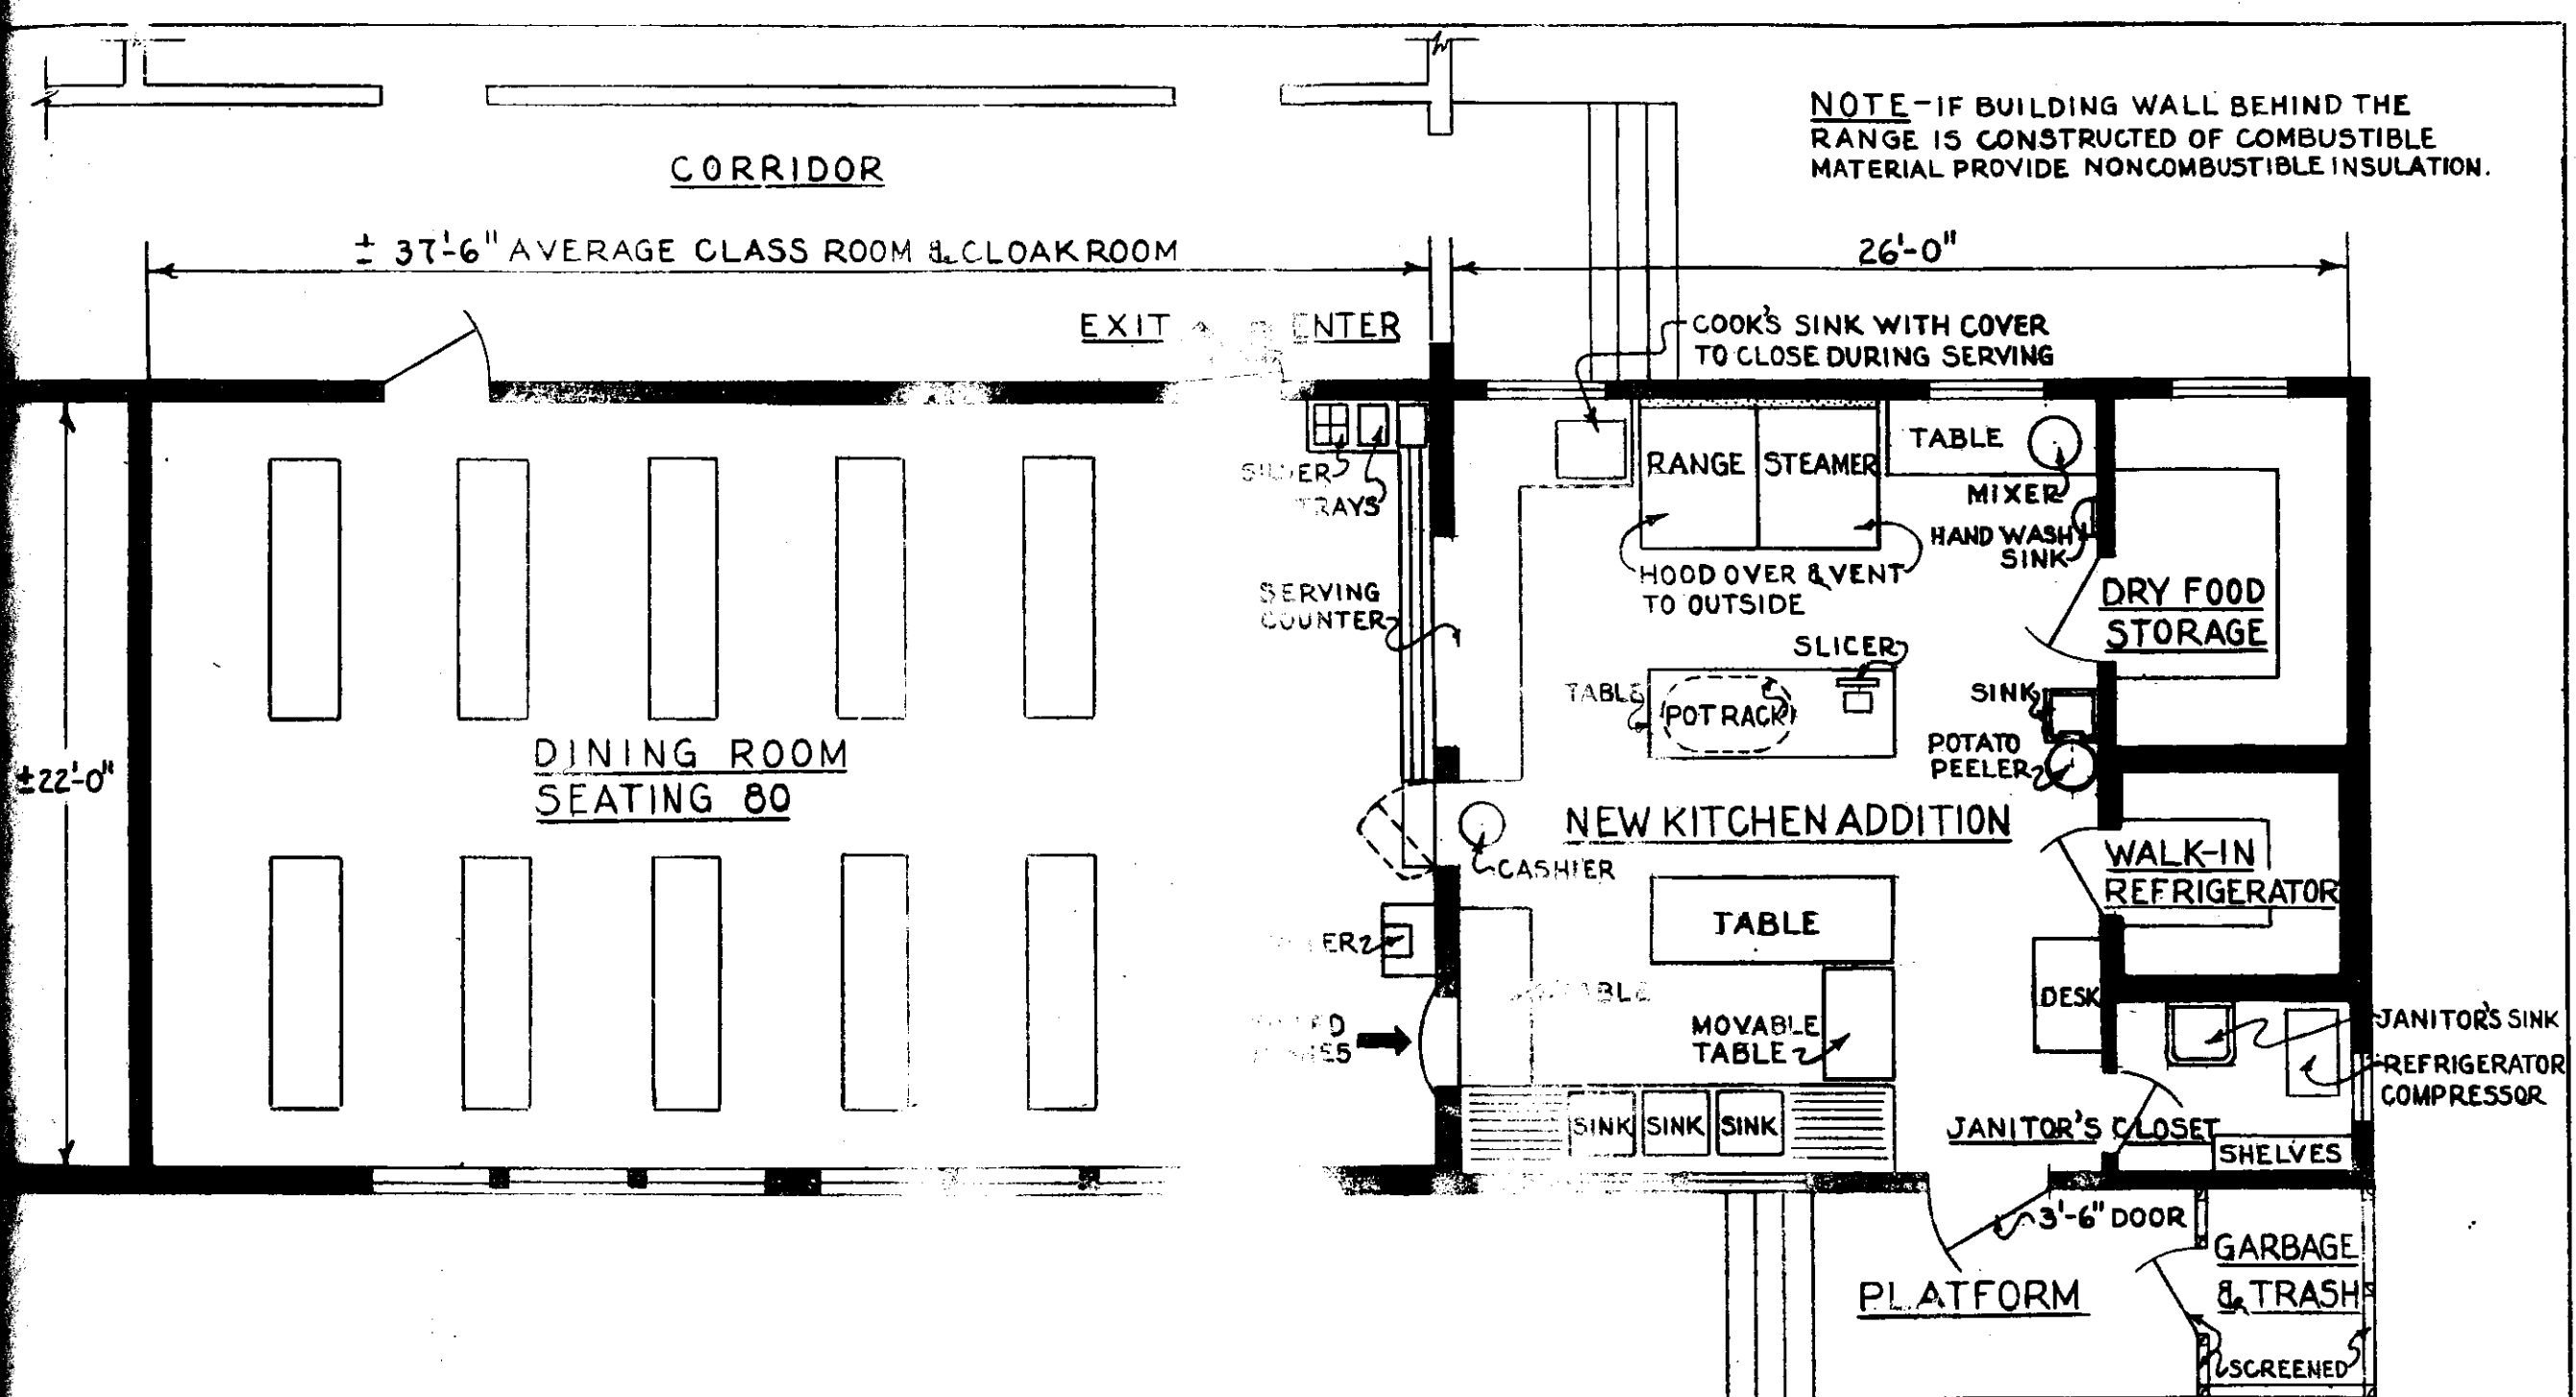 NOTE-IF BUILDING WALL BEHIND THE
RANGE IS CONSTRUCTED OF COMBUSTIBLE
MATERIAL PROVIDE NONCOMBUSTIBLE INSULATION.
CORRIDOR
± 37'-6" AVERAGE CLASS ROOM & CLOAK ROOM
26'-0"
EXIT
ENTER
COOK'S SINK WITH COVER
TO CLOSE DURING SERVING
SILVER
TRAYS
RANGE
STEAMER
TABLE
MIXER
HAND WASH
SINK
HOOD OVER & VENT
TO OUTSIDE
SERVING
COUNTER
DRY FOOD
STORAGE
SLICER
TABLE
POT RACK
SINK
POTATO
PEELER
DINING ROOM
SEATING 80
±22'-0"
NEW KITCHEN ADDITION
CASHIER
WALK-IN
REFRIGERATOR
TABLE
DESK
MOVABLE
TABLE
JANITOR'S SINK
REFRIGERATOR
COMPRESSOR
SINK
SINK
SINK
JANITOR'S CLOSET
SHELVES
3'-6" DOOR
GARBAGE
& TRASH
PLATFORM
SCREENED